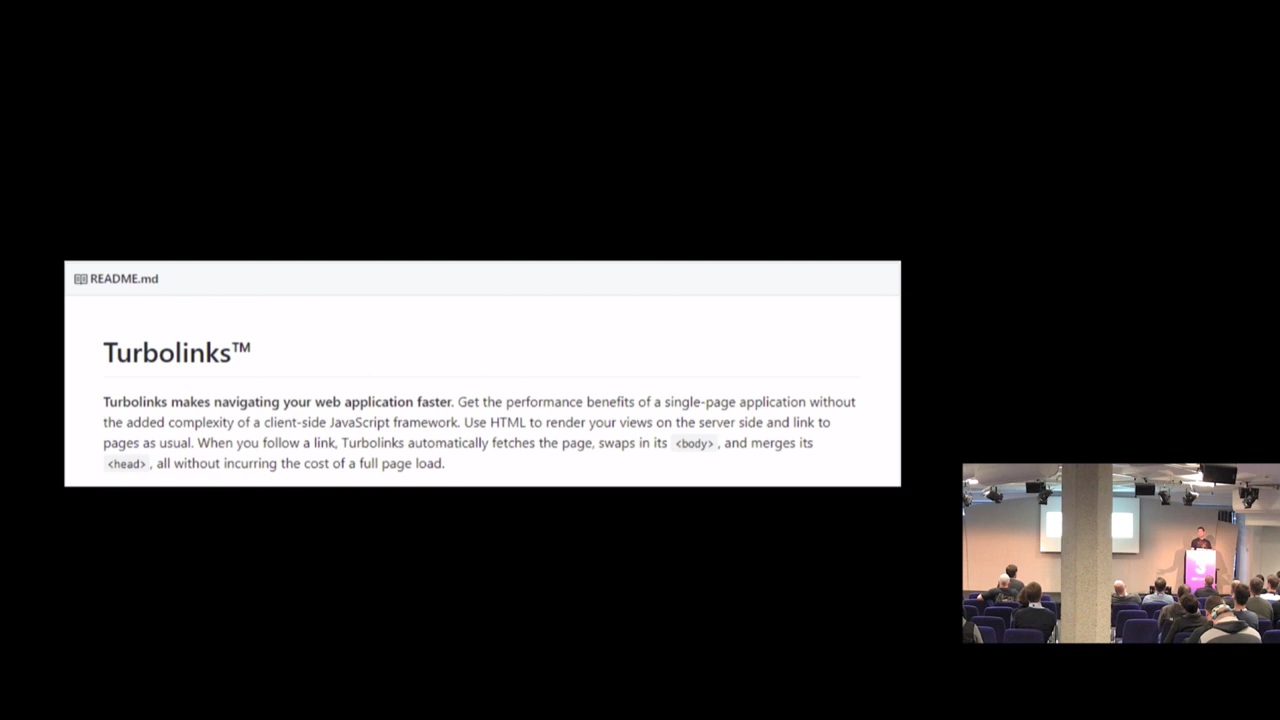 README.md
Turbolinks™
Turbolinks makes navigating your web application faster. Get the performance benefits of a single-page application without
the added complexity of a client-side JavaScript framework. Use HTML to render your views on the server side and link to
pages as usual. When you follow a link, Turbolinks automatically fetches the page, swaps in its <body>, and merges its
<head>, all without incurring the cost of a full page load.